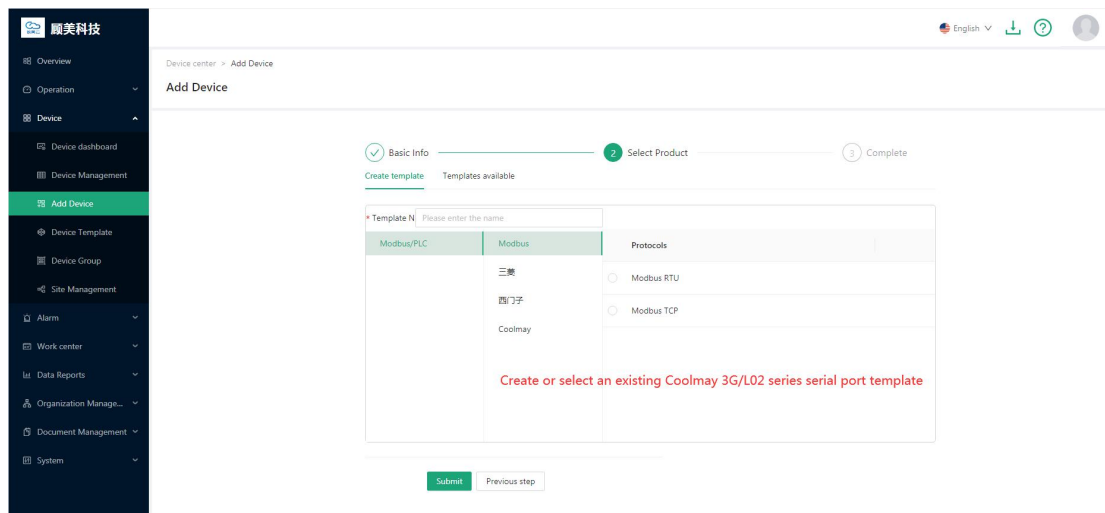 顾美科技
English
Overview
Device center > Add Device
Operation
Add Device
Device
Device dashboard
Basic Info
2 Select Product
3 Complete
Device Management
Create template
Templates available
Add Device
* Template N Please enter the name.
Device Template
Modbus/PLC
Modbus
Protocols
Device Group
三菱
Modbus RTU
Site Management
西门子
Modbus TCP
Alarm
Coolmay
Work center
Data Reports
Create or select an existing Coolmay 3G/L02 series serial port template
Organization Manage...
Document Management
System
Submit
Previous step